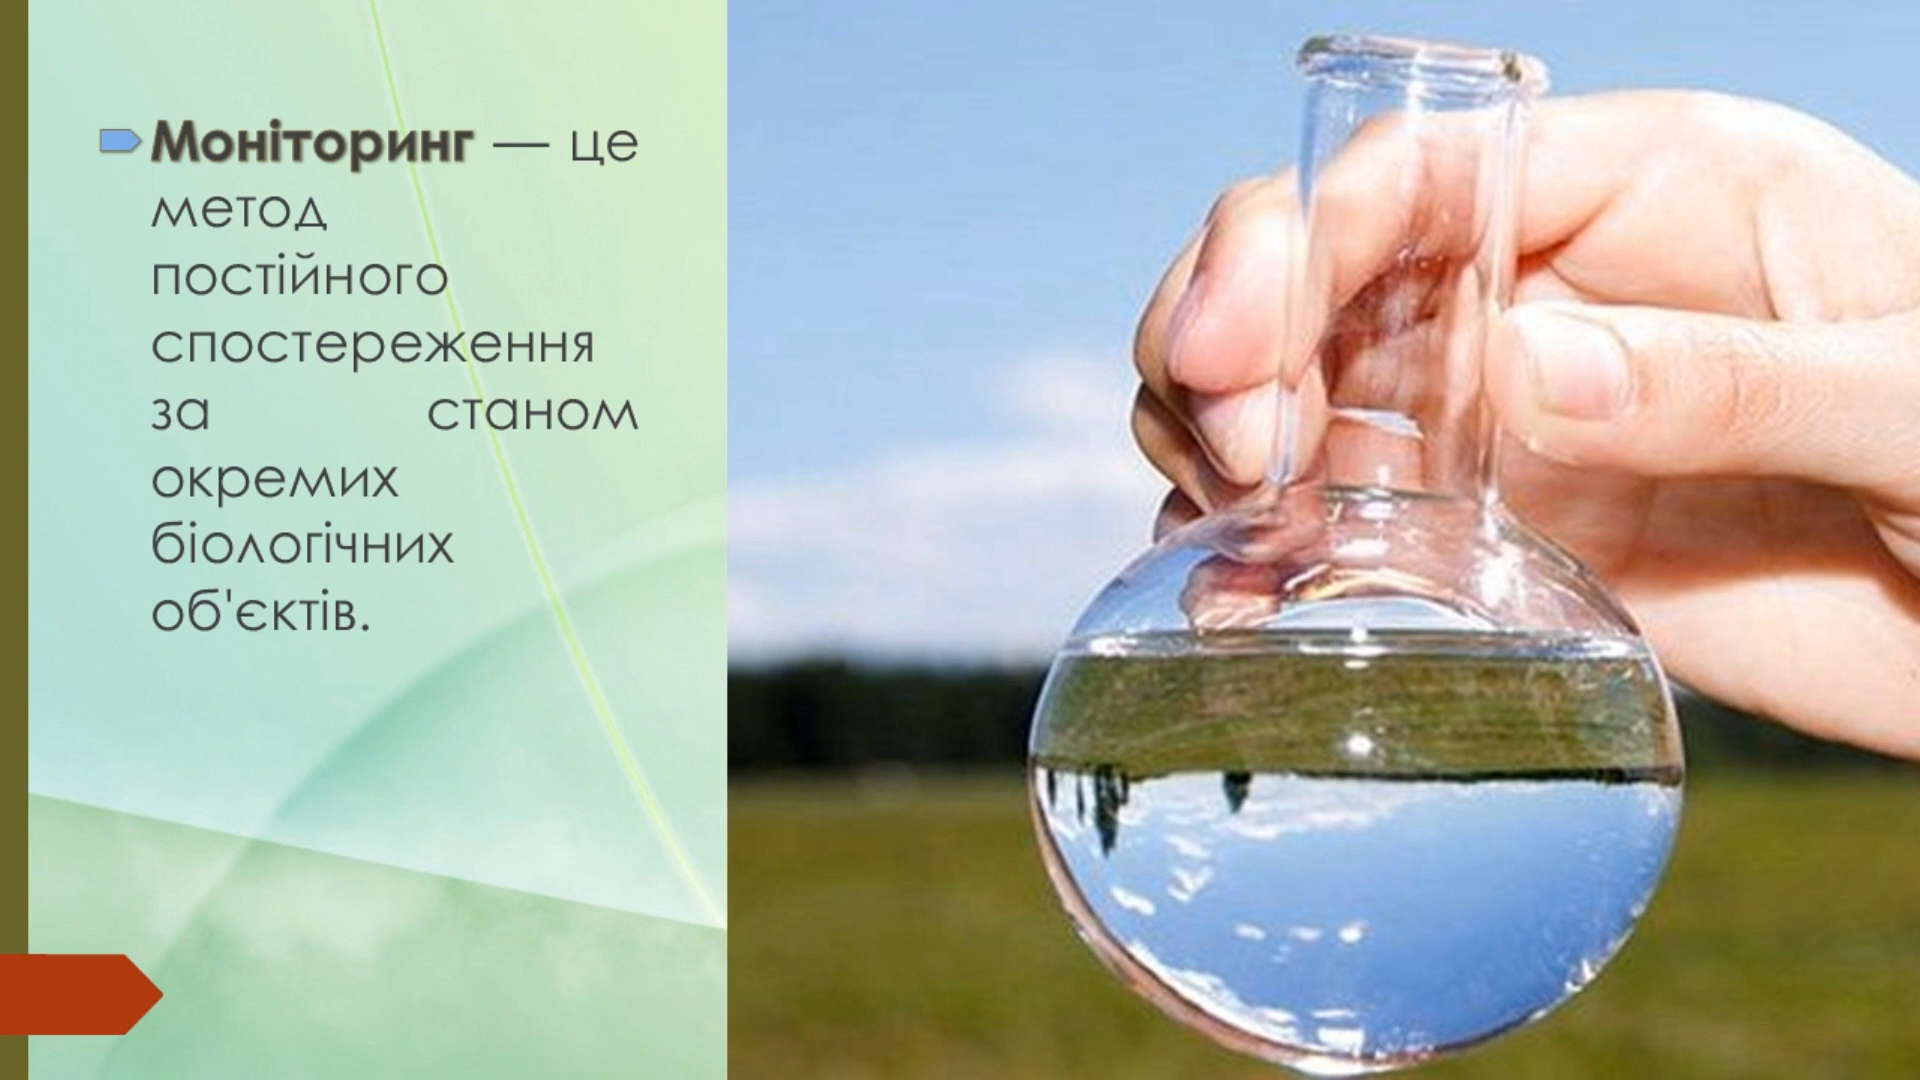 Моніторинг — це
метод
постійного
спостереження
за станом
окремих
біологічних
об'єктів.